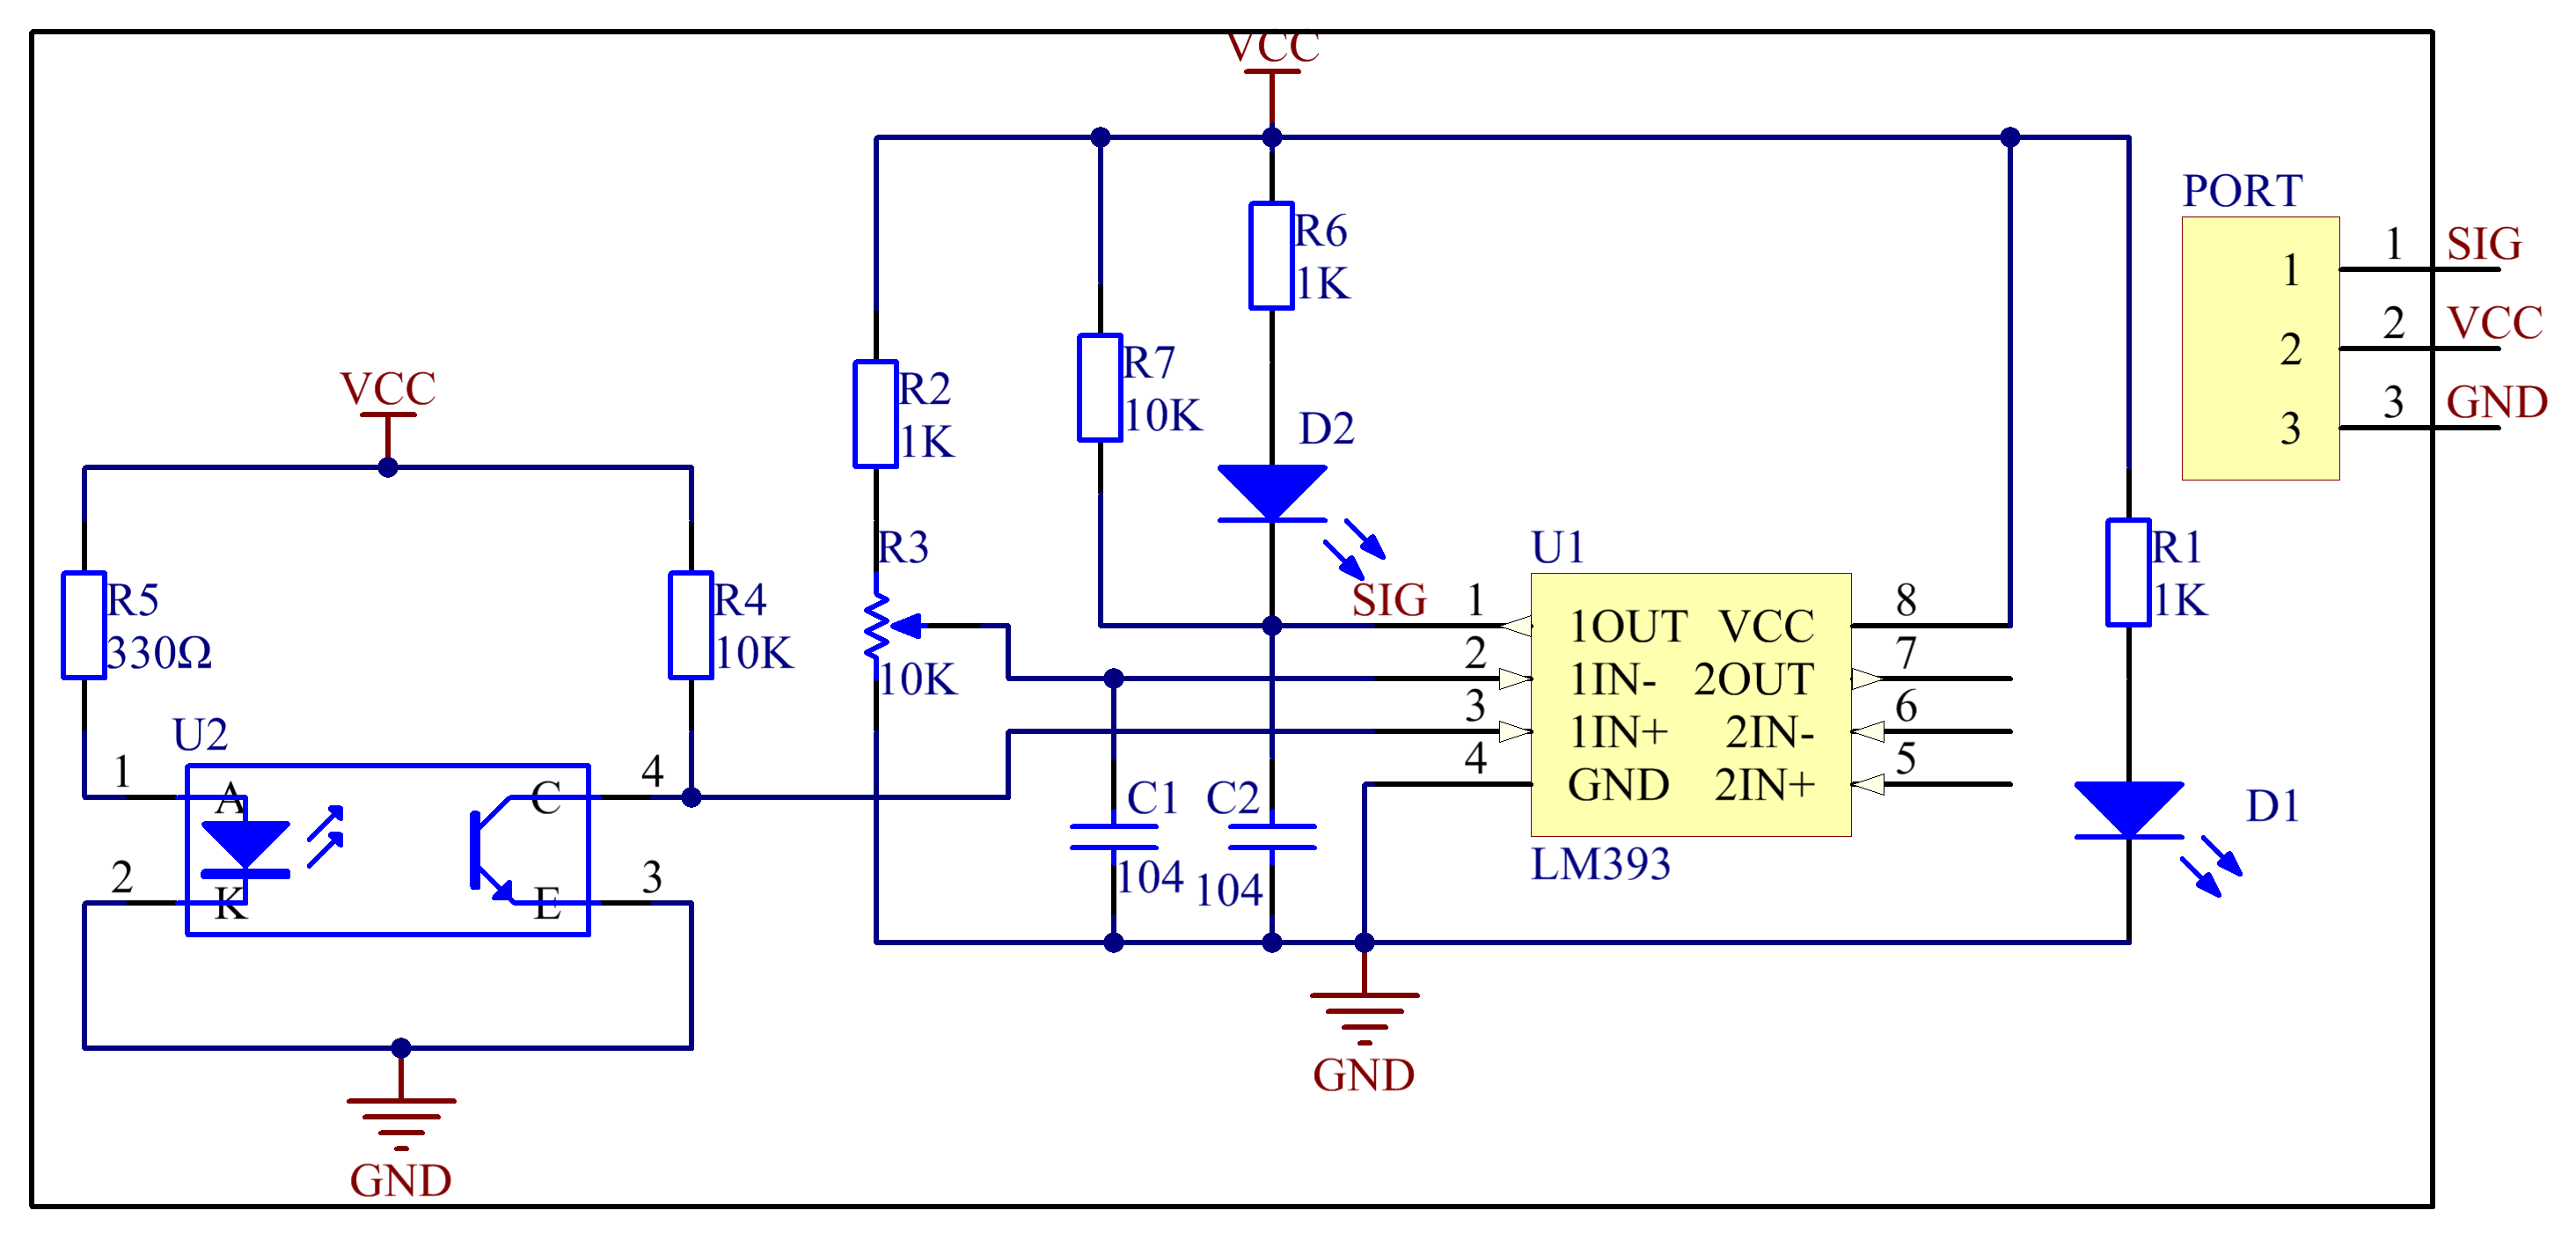 VCC
PORT
1 SIG
1
2 VCC
2
3 GND
3
R6
1K
R7
10K
R2
1K
D2
VCC
R3
10K
R5
330Ω
R4
10K
U1
SIG 1 1OUT VCC 8
2 1IN- 2OUT 7
3 1IN+ 2IN- 6
4 GND 2IN+ 5
LM393
R1
1K
D1
U2
1 A C 4
2 K E 3
C1
104
C2
104
GND
GND